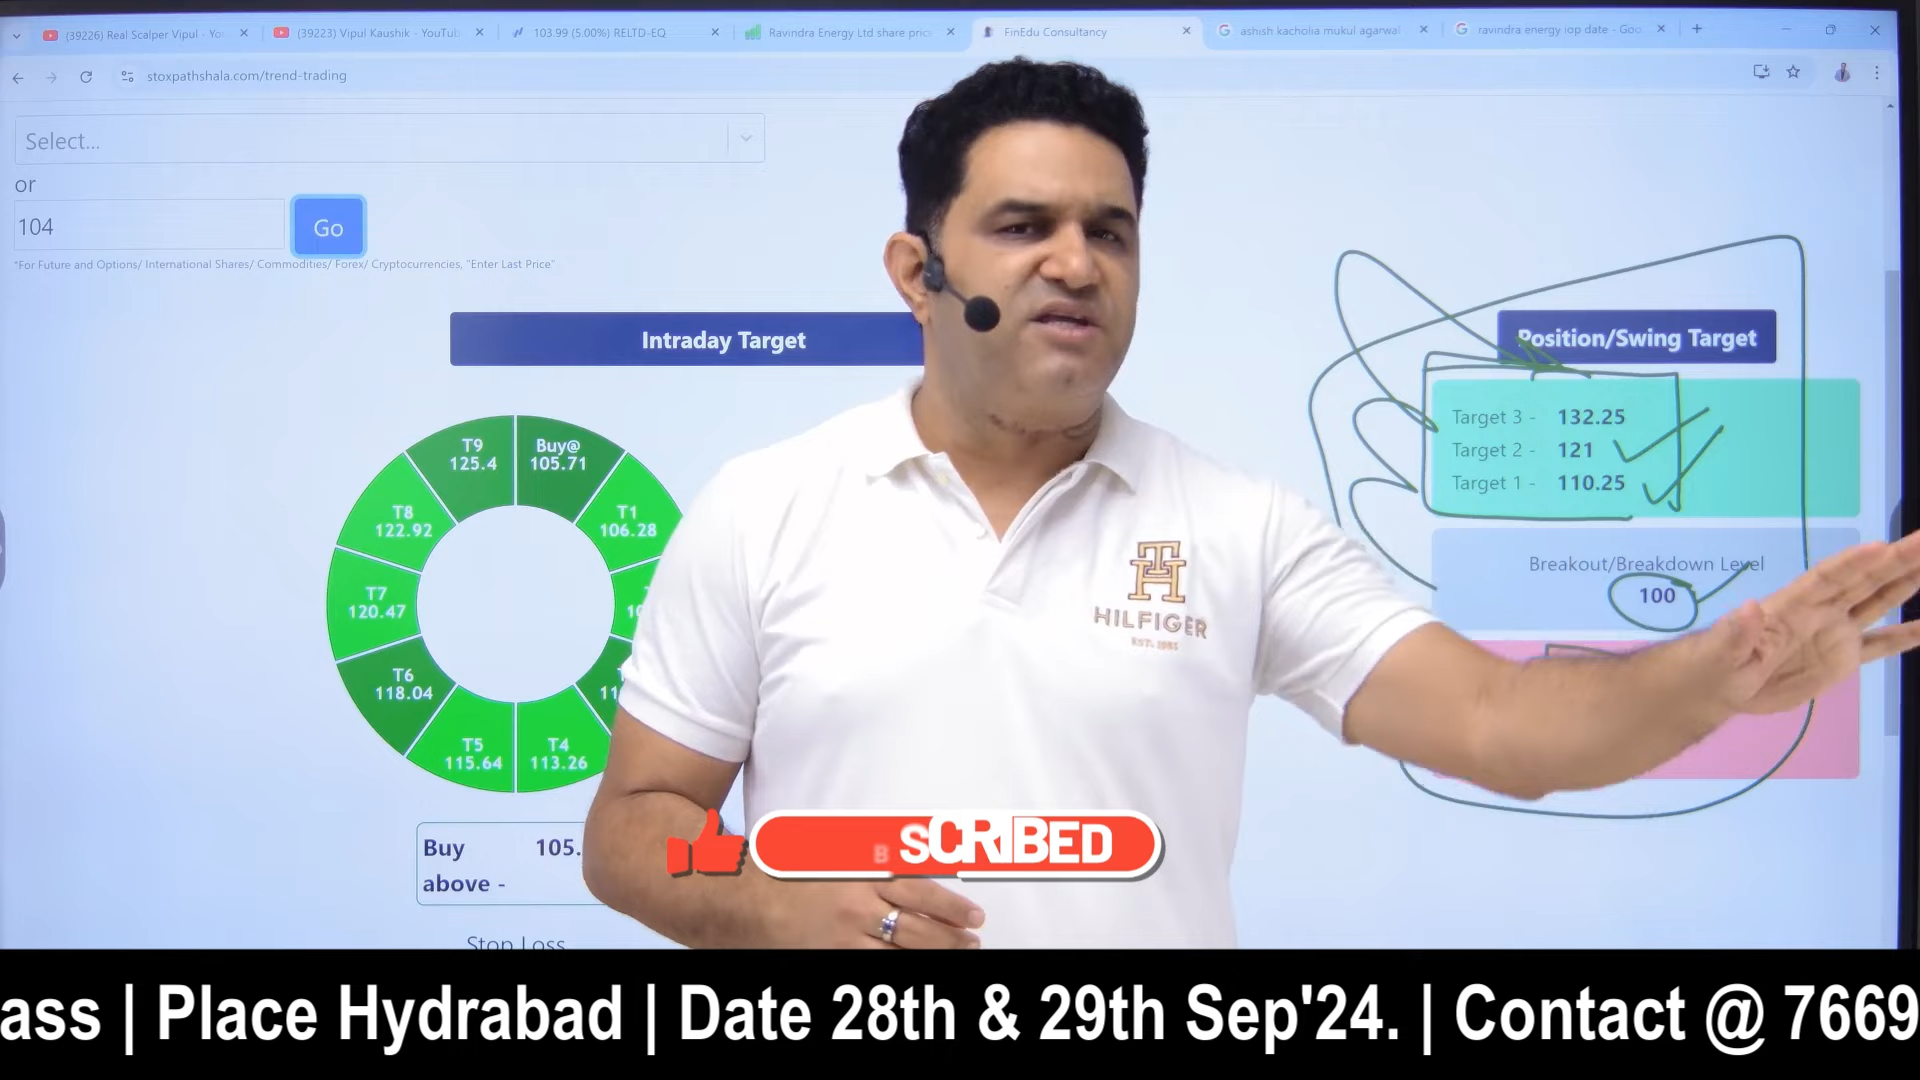 (39226) Real Scalper Vipul - Yo
(39223) Vipul Kaushik - YouTub
103.99 (5.00%) RELTD-EQ
Ravindra Energy Ltd share pric
FinEdu Consultancy
ashish kacholia mukul agarwal
ravindra energy iop date - Goo
stoxpathshala.com/trend-trading
Select...
or
104
Go
*For Future and Options/ International Shares/ Commodities/ Forex/ Cryptocurrencies, "Enter Last Price"
Intraday Target
Position/Swing Target
T9
125.4
Buy@
105.71
T1
106.28
T8
122.92
T7
120.47
T6
118.04
T5
115.64
T4
113.26
Target 3 - 132.25
Target 2 - 121
Target 1 - 110.25
Breakout/Breakdown Level
100
TH
HILFIGER
EST. 1985
Buy
above -
105.
Stop Loss
SCRIBED
ass | Place Hydrabad | Date 28th & 29th Sep'24. | Contact @ 7669